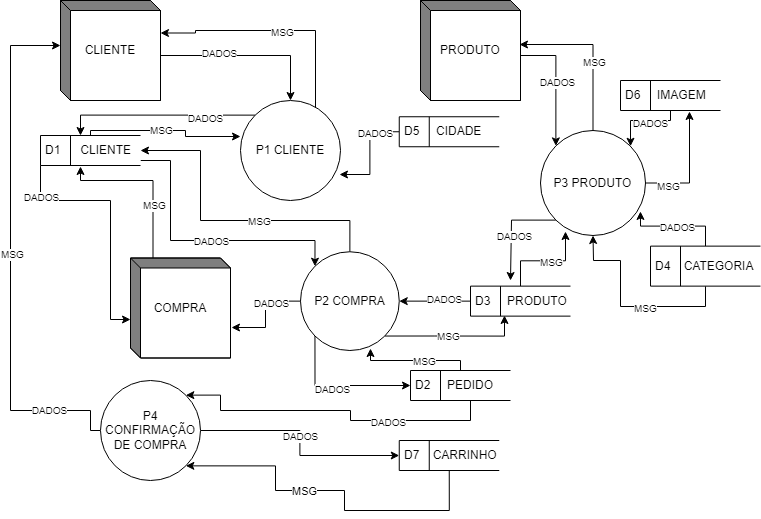 MSG
CLIENTE
DADOS
PRODUTO
MSG
DADOS
D6 IMAGEM
DADOS
MSG
DADOS
MSG
D1 CLIENTE
P1 CLIENTE
DADOS
D5 CIDADE
P3 PRODUTO
MSG
DADOS
MSG
MSG
DADOS
DADOS
DADOS
MSG
D4 CATEGORIA
MSG
COMPRA
DADOS
P2 COMPRA
DADOS
D3 PRODUTO
MSG
MSG
MSG
DADOS
D2 PEDIDO
DADOS
P4
CONFIRMAÇÃO
DE COMPRA
DADOS
DADOS
D7 CARRINHO
MSG